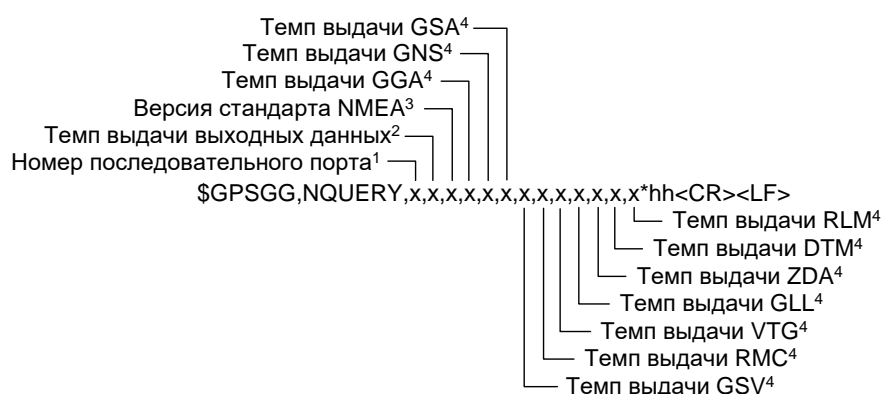 Темп выдачи GSA⁴
Темп выдачи GNS⁴
Темп выдачи GGA⁴
Версия стандарта NMEA³
Темп выдачи выходных данных²
Номер последовательного порта¹
$GPSGG,NQUERY,x,x,x,x,x,x,x,x,x,x,x,x,x*hh<CR><LF>
Темп выдачи RLM⁴
Темп выдачи DTM⁴
Темп выдачи ZDA⁴
Темп выдачи GLL⁴
Темп выдачи VTG⁴
Темп выдачи RMC⁴
Темп выдачи GSV⁴